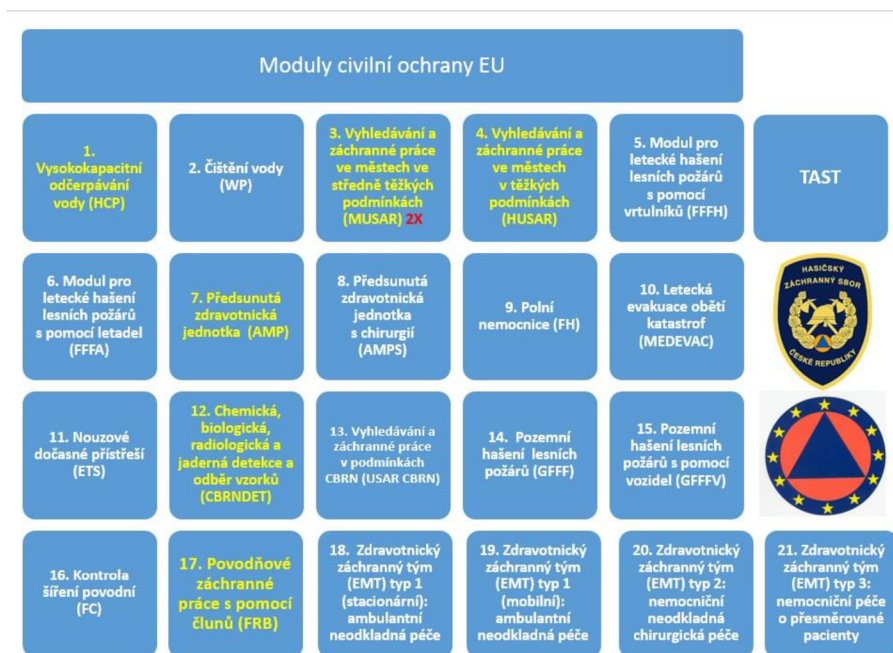 Moduly civilní ochrany EU
1.
Vysokokapacitní
odčerpávání
vody (HCP)
2. Čištění vody
(WP)
3. Vyhledávání a
záchranné práce
ve městech ve
středně těžkých
podmínkách
(MUSAR) 2X
4. Vyhledávání a
záchranné práce
ve městech
v těžkých
podmínkách
(HUSAR)
5. Modul pro
letecké hašení
lesních požárů
s pomocí
vrtulníků (FFFH)
TAST
6. Modul pro
letecké hašení
lesních požárů
s pomocí letadel
(FFFA)
7. Předsunutá
zdravotnická
jednotka (AMP)
8. Předsunutá
zdravotnická
jednotka
s chirurgií
(AMPS)
9. Polní
nemocnice (FH)
10. Letecká
evakuace obětí
katastrof
(MEDEVAC)
HASIČSKÝ
ZÁCHRANNÝ SBOR
ČESKÉ REPUBLIKY
11. Nouzové
dočasné přístřeší
(ETS)
12. Chemická,
biologická,
radiologická a
jaderná detekce a
odběr vzorků
(CBRNDET)
13. Vyhledávání a
záchranné práce
v podmínkách
CBRN (USAR CBRN)
14. Pozemní
hašení lesních
požárů (GFFF)
15. Pozemní
hašení lesních
požárů s pomocí
vozidel (GFFFV)
16. Kontrola
šíření povodní
(FC)
17. Povodňové
záchranné
práce s pomocí
člunů (FRB)
18. Zdravotnický
záchranný tým
(EMT) typ 1
(stacionární):
ambulantní
neodkladná péče
19. Zdravotnický
záchranný tým
(EMT) typ 1
(mobilní):
ambulantní
neodkladná péče
20. Zdravotnický
záchranný tým
(EMT) typ 2:
nemocniční
neodkladná
chirurgická péče
21. Zdravotnický
záchranný tým
(EMT) typ 3:
nemocniční péče
o přesměrované
pacienty